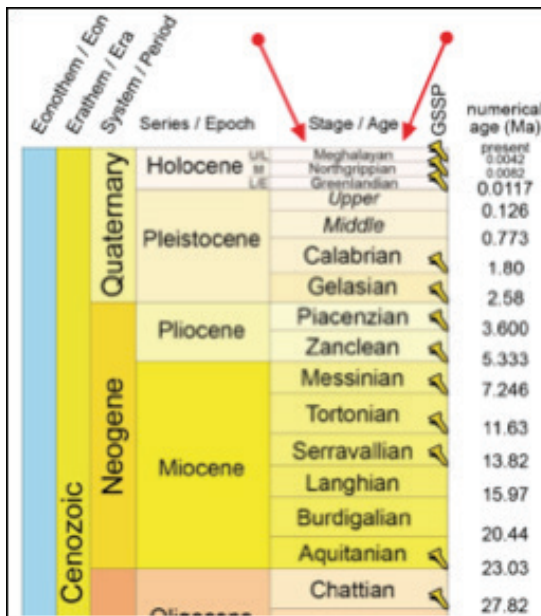 Eonothem / Eon
Erathem / Era
System / Period
Series / Epoch
Stage / Age
GSSP
numerical
age (Ma)
Cenozoic
Quaternary
Holocene
U/L
Meghalayan
present
M
Northgrippian
0.0042
L/E
Greenlandian
0.0082
0.0117
Pleistocene
Upper
0.126
Middle
0.773
Calabrian
1.80
Gelasian
2.58
Neogene
Pliocene
Piacenzian
3.600
Zanclean
5.333
Miocene
Messinian
7.246
Tortonian
11.63
Serravallian
13.82
Langhian
15.97
Burdigalian
20.44
Aquitanian
23.03
Oligocene
Chattian
27.82